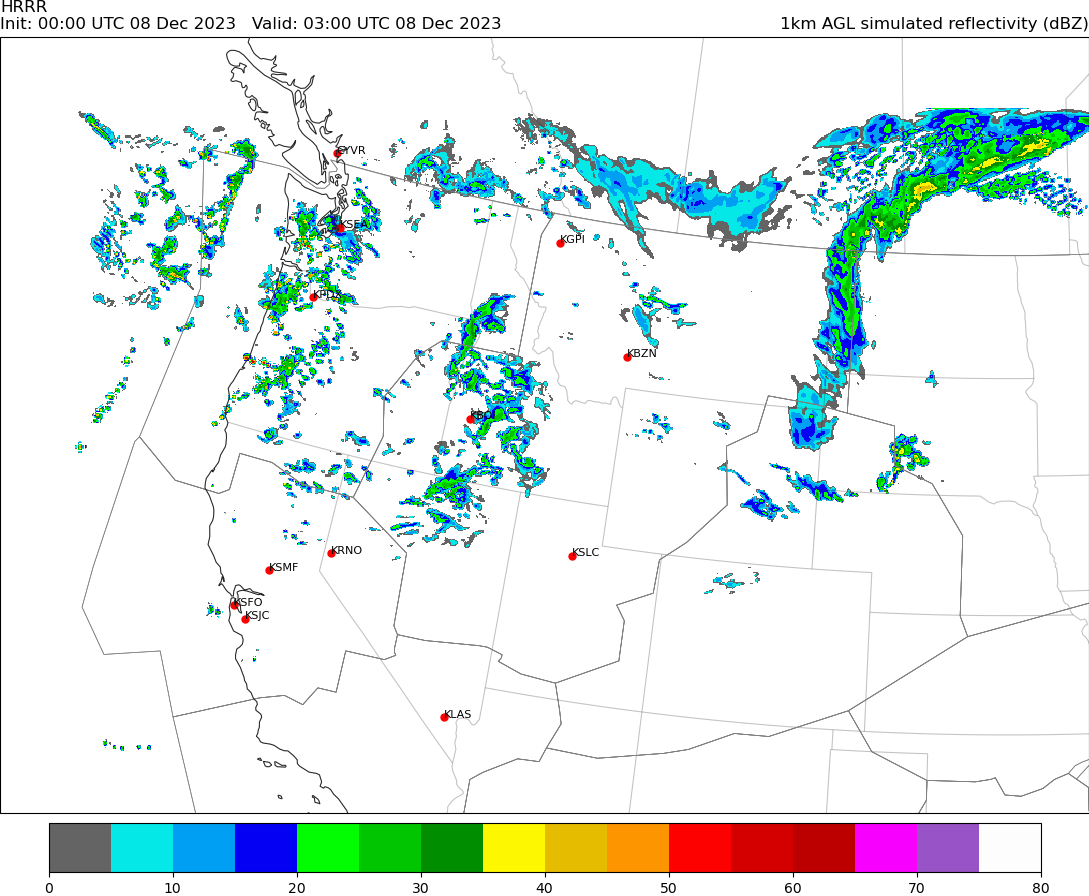 HRRR
Init: 00:00 UTC 08 Dec 2023   Valid: 03:00 UTC 08 Dec 2023
1km AGL simulated reflectivity (dBZ)
CYVR
KSEA
KGPI
KPDX
KBZN
KBOI
KRNO
KSLC
KSMF
KSFO
KSJC
KLAS
0 10 20 30 40 50 60 70 80